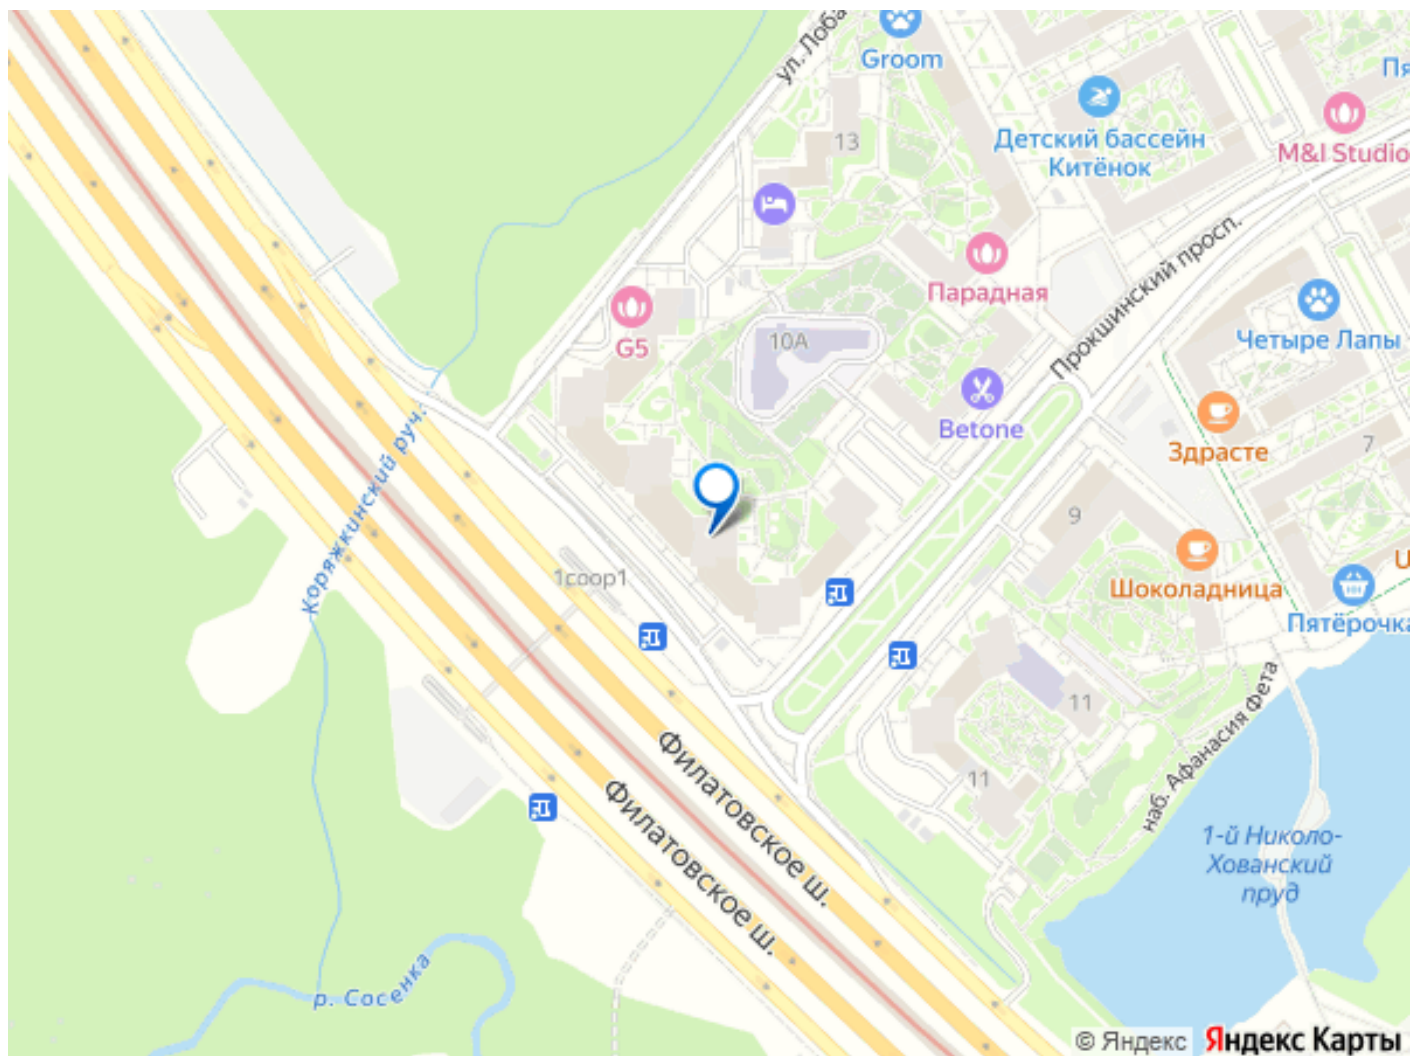 ул. Лоба
Groom
Пя
Детский бассейн
Китёнок
M&I Studio
13
Парадная
Прокшинский просп.
G5
10А
Четыре Лапы
Betone
Здрасте
7
Коряжкинский руч.
9
1соор1
Шоколадница
U
Пятёрочка
11
11
наб. Афанасия Фета
Филатовское ш.
Филатовское ш.
1-й Николо-
Хованский
пруд
р. Сосенка
© Яндекс Яндекс Карты